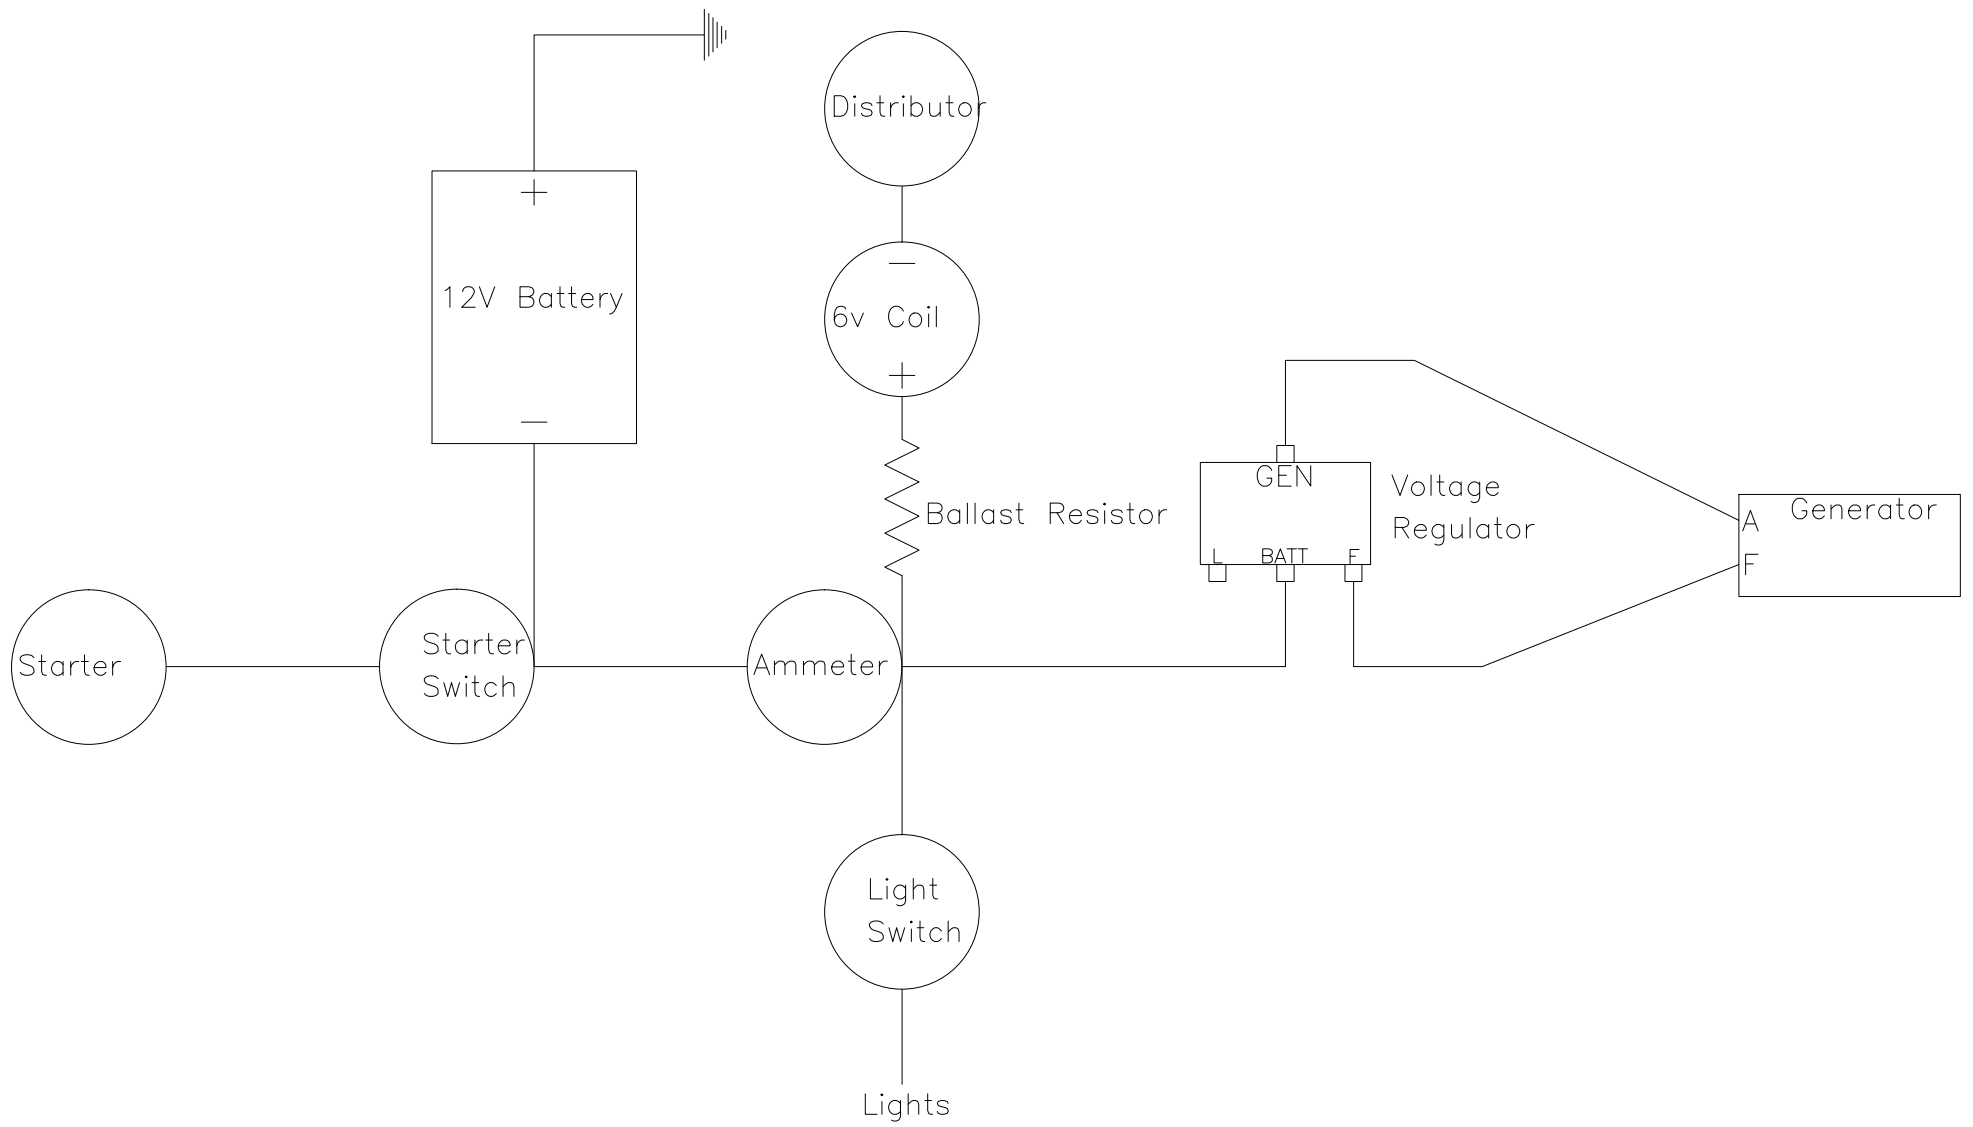 Distributor
+
12V Battery
—
—
6v Coil
+
Ballast Resistor
GEN
L BATT F
Voltage
Regulator
Generator
A
F
Starter
Starter
Switch
Ammeter
Light
Switch
Lights